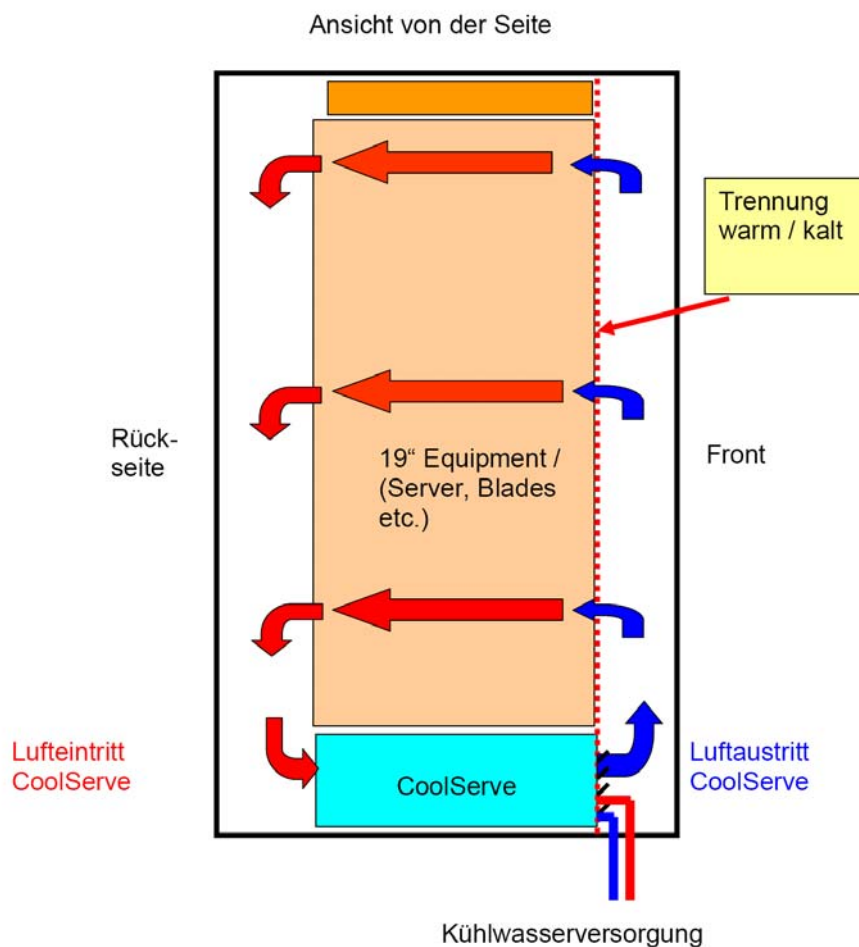 Ansicht von der Seite
Trennung
warm / kalt
Rück-
seite
19“ Equipment /
(Server, Blades
etc.)
Front
Lufteintritt
CoolServe
CoolServe
Luftaustritt
CoolServe
Kühlwasserversorgung